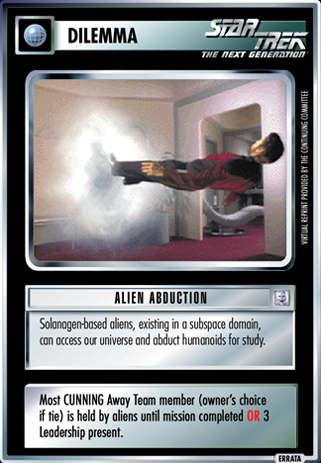 DILEMMA
STAR TREK
THE NEXT GENERATION®
VIRTUAL REPRINT PROVIDED BY THE CONTINUING COMMITTEE
ALIEN ABDUCTION
Solanagen-based aliens, existing in a subspace domain,
can access our universe and abduct humanoids for study.
Most CUNNING Away Team member (owner's choice
if tie) is held by aliens until mission completed OR 3
Leadership present.
ERRATA